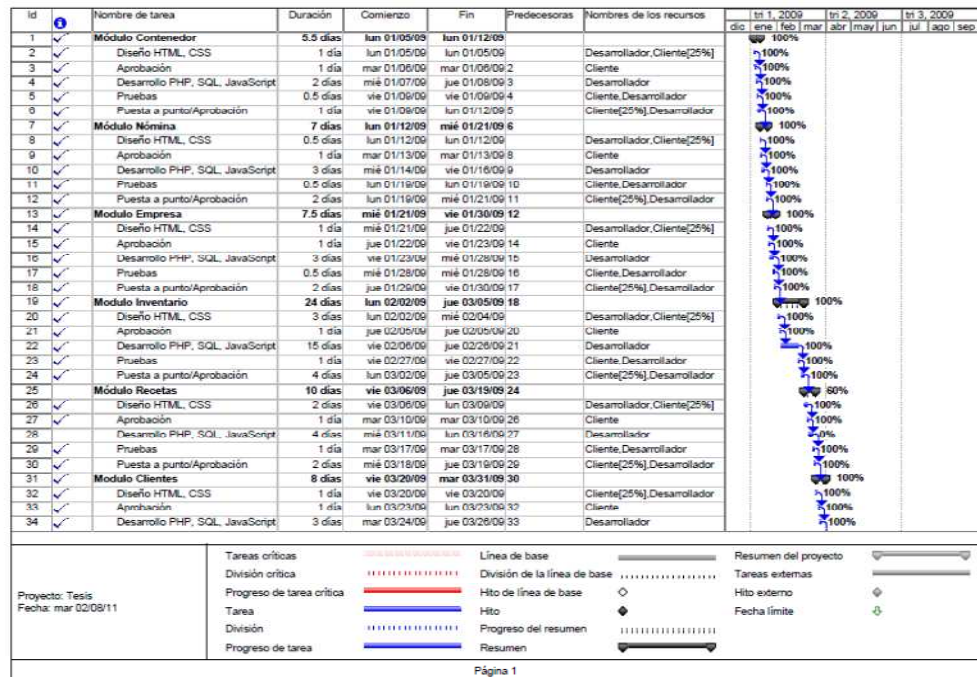 Id Nombre de tarea Duración Comienzo Fin Predecesoras Nombres de los recursos tri 1, 2009 tri 2, 2009 tri 3, 2009
dic ene feb mar abr may jun jul ago sep
1 Módulo Contenedor 5.5 días lun 01/05/09 lun 01/12/09 100%
2 Diseño HTML, CSS 1 día lun 01/05/09 lun 01/05/09 Desarrollador,Cliente[25%] 100%
3 Aprobación 1 día mar 01/06/09 mar 01/06/09 2 Cliente 100%
4 Desarrollo PHP, SQL, JavaScript 2 días mié 01/07/09 jue 01/08/09 3 Desarrollador 100%
5 Pruebas 0.5 días vie 01/09/09 vie 01/09/09 4 Cliente,Desarrollador 100%
6 Puesta a punto/Aprobación 1 día vie 01/09/09 lun 01/12/09 5 Cliente[25%],Desarrollador 100%
7 Módulo Nómina 7 días lun 01/12/09 mié 01/21/09 6 100%
8 Diseño HTML, CSS 0.5 días lun 01/12/09 lun 01/12/09 Desarrollador,Cliente[25%] 100%
9 Aprobación 1 día mar 01/13/09 mar 01/13/09 8 Cliente 100%
10 Desarrollo PHP, SQL, JavaScript 3 días mié 01/14/09 vie 01/16/09 9 Desarrollador 100%
11 Pruebas 0.5 días lun 01/19/09 lun 01/19/09 10 Cliente,Desarrollador 100%
12 Puesta a punto/Aprobación 2 días lun 01/19/09 mié 01/21/09 11 Cliente[25%],Desarrollador 100%
13 Modulo Empresa 7.5 días mié 01/21/09 vie 01/30/09 12 100%
14 Diseño HTML, CSS 1 día mié 01/21/09 jue 01/22/09 Desarrollador,Cliente[25%] 100%
15 Aprobación 1 día jue 01/22/09 vie 01/23/09 14 Cliente 100%
16 Desarrollo PHP, SQL, JavaScript 3 días vie 01/23/09 mié 01/28/09 15 Desarrollador 100%
17 Pruebas 0.5 días mié 01/28/09 mié 01/28/09 16 Cliente,Desarrollador 100%
18 Puesta a punto/Aprobación 2 días jue 01/29/09 vie 01/30/09 17 Cliente[25%],Desarrollador 100%
19 Modulo Inventario 24 días lun 02/02/09 jue 03/05/09 18 100%
20 Diseño HTML, CSS 3 días lun 02/02/09 mié 02/04/09 Desarrollador,Cliente[25%] 100%
21 Aprobación 1 día jue 02/05/09 jue 02/05/09 20 Cliente 100%
22 Desarrollo PHP, SQL, JavaScript 15 días vie 02/06/09 jue 02/26/09 21 Desarrollador 100%
23 Pruebas 1 día vie 02/27/09 vie 02/27/09 22 Cliente,Desarrollador 100%
24 Puesta a punto/Aprobación 4 días lun 03/02/09 jue 03/05/09 23 Cliente[25%],Desarrollador 100%
25 Módulo Recetas 10 días vie 03/06/09 jue 03/19/09 24 60%
26 Diseño HTML, CSS 2 días vie 03/06/09 lun 03/09/09 Desarrollador,Cliente[25%] 100%
27 Aprobación 1 día mar 03/10/09 mar 03/10/09 26 Cliente 100%
28 Desarrollo PHP, SQL, JavaScript 4 días mié 03/11/09 lun 03/16/09 27 Desarrollador 0%
29 Pruebas 1 día mar 03/17/09 mar 03/17/09 28 Cliente,Desarrollador 100%
30 Puesta a punto/Aprobación 2 días mié 03/18/09 jue 03/19/09 29 Cliente[25%],Desarrollador 100%
31 Modulo Clientes 8 días vie 03/20/09 mar 03/31/09 30 100%
32 Diseño HTML, CSS 1 día vie 03/20/09 vie 03/20/09 Cliente[25%],Desarrollador 100%
33 Aprobación 1 día lun 03/23/09 lun 03/23/09 32 Cliente 100%
34 Desarrollo PHP, SQL, JavaScript 3 días mar 03/24/09 jue 03/26/09 33 Desarrollador 100%
Proyecto: Tesis
Fecha: mar 02/08/11
Tareas críticas Línea de base Resumen del proyecto
División crítica División de la línea de base Tareas externas
Progreso de tarea crítica Hito de línea de base Hito externo
Tarea Hito Fecha límite
División Progreso del resumen
Progreso de tarea Resumen
Página 1